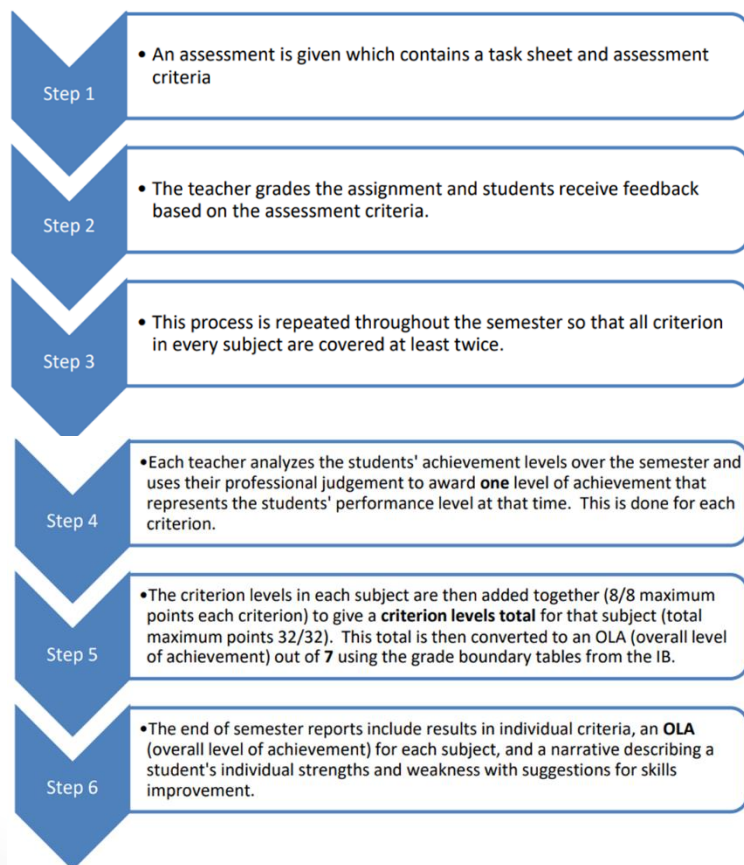 Step 1
• An assessment is given which contains a task sheet and assessment
criteria
Step 2
• The teacher grades the assignment and students receive feedback
based on the assessment criteria.
Step 3
• This process is repeated throughout the semester so that all criterion
in every subject are covered at least twice.
Step 4
•Each teacher analyzes the students' achievement levels over the semester and
uses their professional judgement to award one level of achievement that
represents the students' performance level at that time.  This is done for each
criterion.
Step 5
•The criterion levels in each subject are then added together (8/8 maximum
points each criterion) to give a criterion levels total for that subject (total
maximum points 32/32).  This total is then converted to an OLA (overall level
of achievement) out of 7 using the grade boundary tables from the IB.
Step 6
•The end of semester reports include results in individual criteria, an OLA
(overall level of achievement) for each subject, and a narrative describing a
student's individual strengths and weakness with suggestions for skills
improvement.